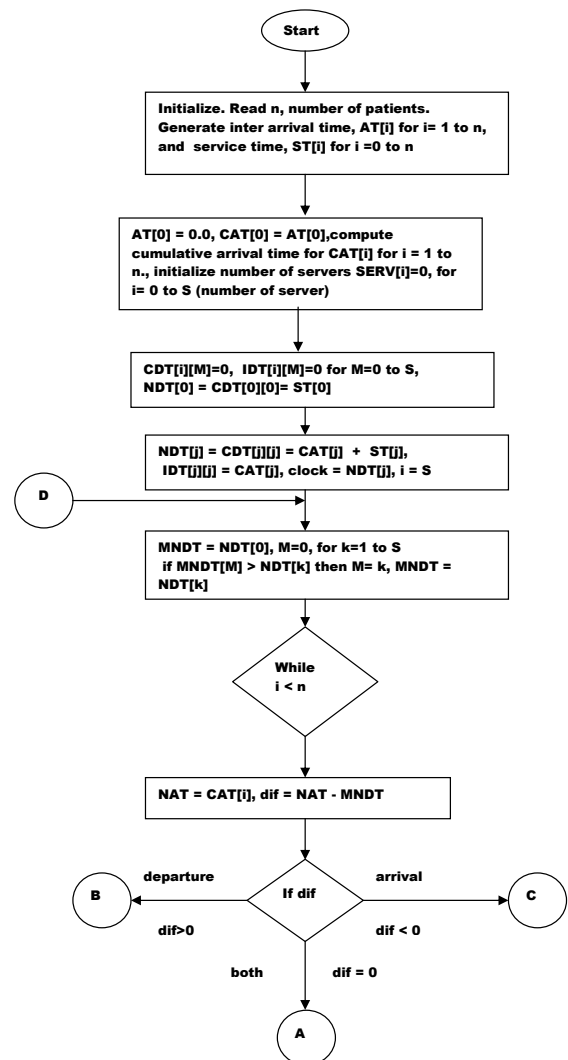 Start
Initialize. Read n, number of patients.
Generate inter arrival time, AT[i] for i= 1 to n,
and service time, ST[i] for i =0 to n
AT[0] = 0.0, CAT[0] = AT[0],compute
cumulative arrival time for CAT[i] for i = 1 to
n., initialize number of servers SERV[i]=0, for
i= 0 to S (number of server)
CDT[i][M]=0, IDT[i][M]=0 for M=0 to S,
NDT[0] = CDT[0][0]= ST[0]
NDT[j] = CDT[j][j] = CAT[j] + ST[j],
IDT[j][j] = CAT[j], clock = NDT[j], i = S
D
MNDT = NDT[0], M=0, for k=1 to S
if MNDT[M] > NDT[k] then M= k, MNDT =
NDT[k]
While
i < n
NAT = CAT[i], dif = NAT - MNDT
departure
arrival
B
If dif
C
dif>0
dif < 0
both
dif = 0
A